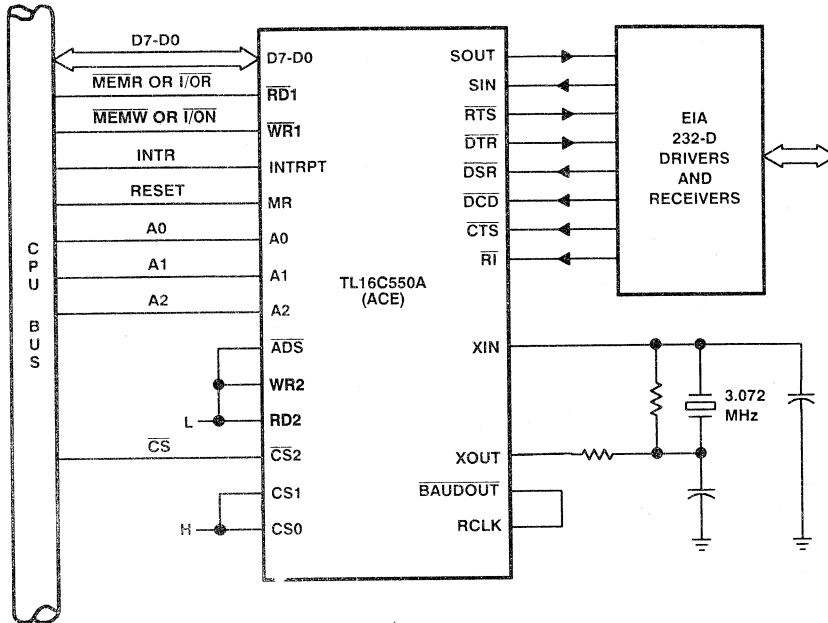 CPU BUS
D7-D0
MEMR OR I/OR
MEMW OR I/ON
INTR
RESET
A0
A1
A2
L
CS
H
D7-D0
RD1
WR1
INTRPT
MR
A0
A1
A2
ADS
WR2
RD2
CS2
CS1
CS0
TL16C550A
(ACE)
SOUT
SIN
RTS
DTR
DSR
DCD
CTS
RI
XIN
XOUT
BAUDOUT
RCLK
EIA
232-D
DRIVERS
AND
RECEIVERS
3.072
MHz